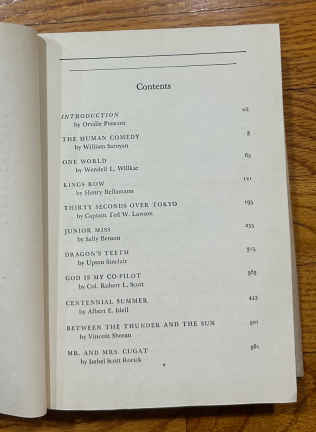 Contents
INTRODUCTION
by Orville Prescott
THE HUMAN COMEDY
by William Saroyan
ONE WORLD
by Wendell L. Willkie
KINGS ROW
by Henry Bellamann
THIRTY SECONDS OVER TOKYO
by Captain Ted W. Lawson
JUNIOR MISS
by Sally Benson
DRAGON'S TEETH
by Upton Sinclair
GOD IS MY CO-PILOT
by Col. Robert L. Scott
CENTENNIAL SUMMER
by Albert E. Idell
BETWEEN THE THUNDER AND THE SUN
by Vincent Sheean
MR. AND MRS. CUGAT
by Isabel Scott Rorick